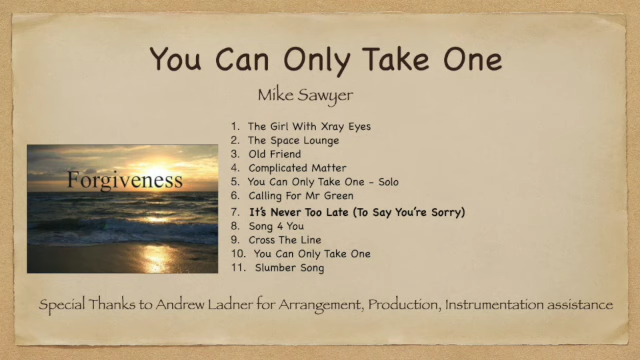 You Can Only Take One
Mike Sawyer
Forgiveness
1. The Girl With Xray Eyes
2. The Space Lounge
3. Old Friend
4. Complicated Matter
5. You Can Only Take One - Solo
6. Calling For Mr Green
7. It's Never Too Late (To Say You're Sorry)
8. Song 4 You
9. Cross The Line
10. You Can Only Take One
11. Slumber Song
Special Thanks to Andrew Ladner for Arrangement, Production, Instrumentation assistance